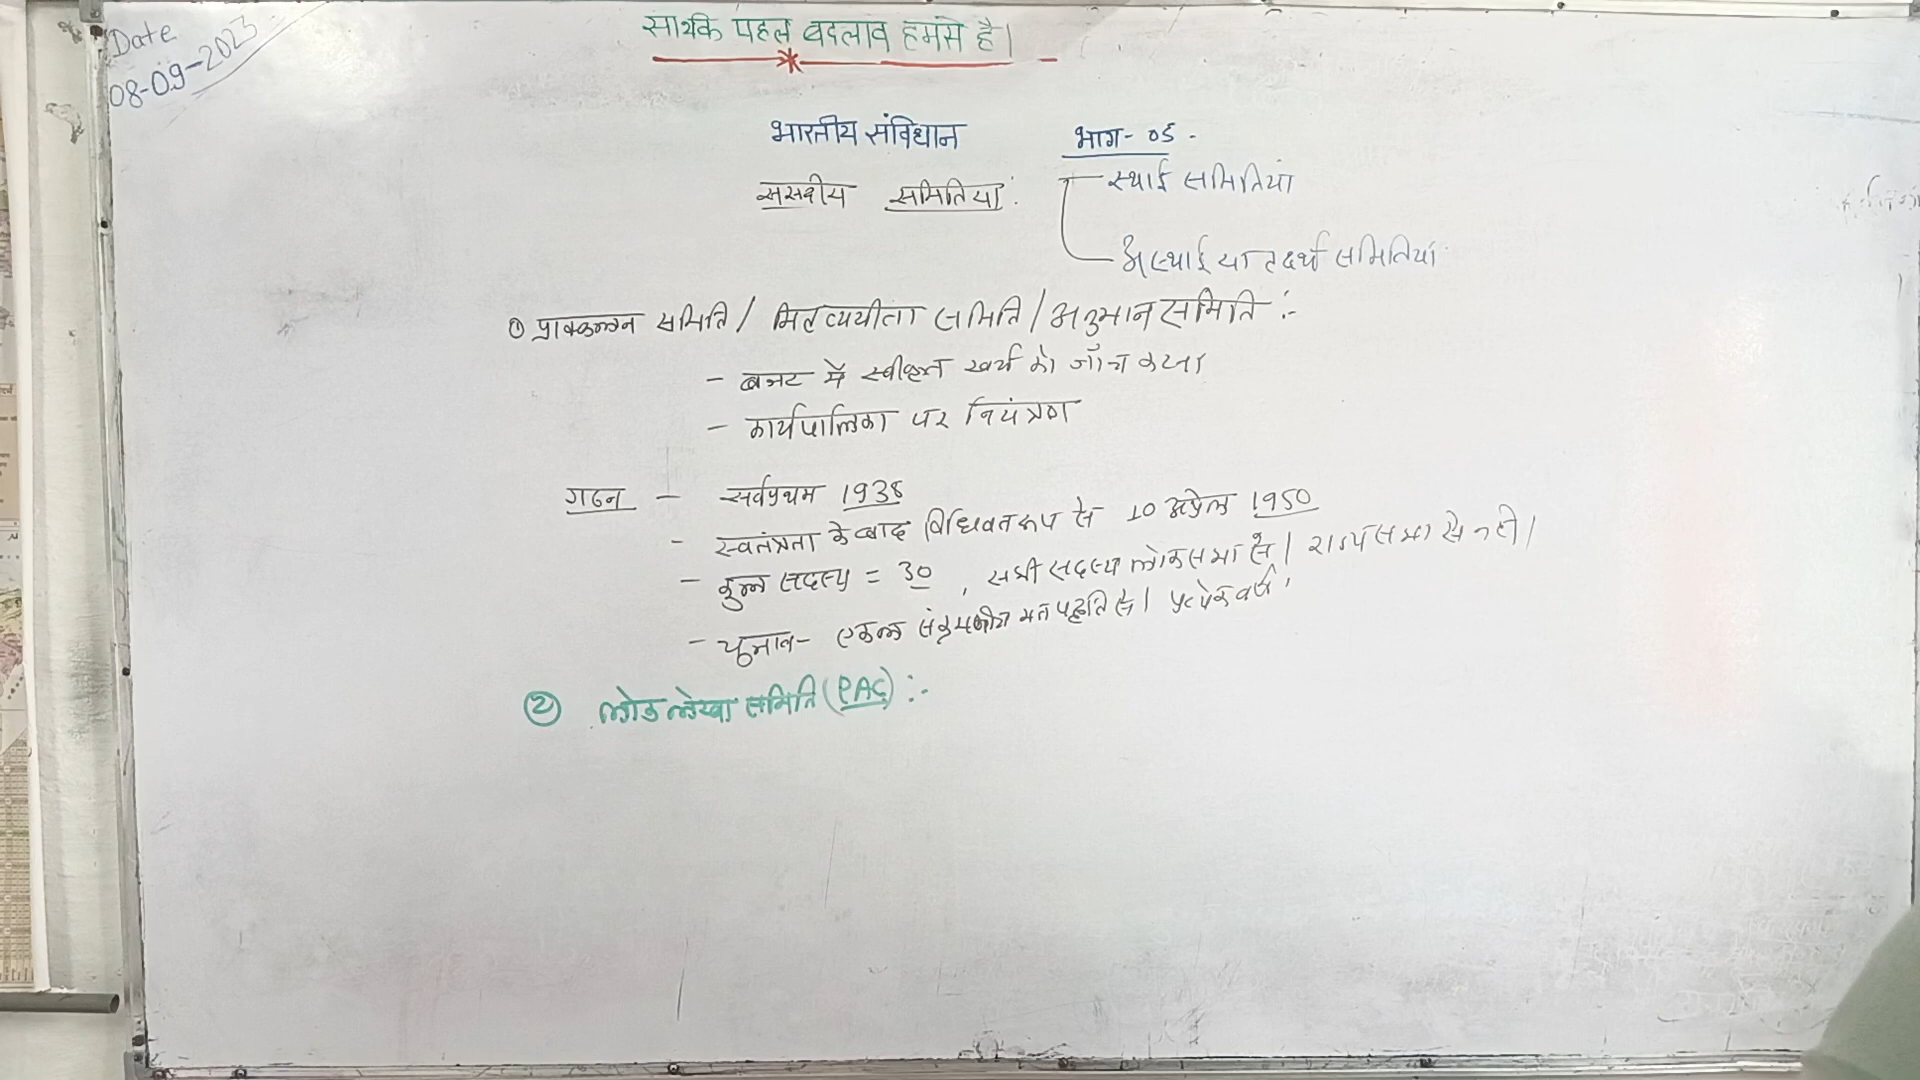 Date
08-09-2023
सार्थक पहल बदलाव हमसे है।
भारतीय संविधान भाग- 05 -
संसदीय समितियां:
स्थाई समितियां
अस्थाई या तदर्थ समितियां
① प्राक्कलन समिति / मितव्ययीता समिति / अनुमान समिति :-
- बजट में स्वीकृत खर्च की जाँच करना
- कार्यपालिका पर नियंत्रण
गठन - सर्वप्रथम 1938
- स्वतंत्रता के बाद विधिवत रूप से 10 अप्रैल 1950
- कुल सदस्य = 30, सभी सदस्य लोकसभा से। राज्यसभा से नही।
- चुनाव- एकल संक्रमणीय मत पद्धति से। प्रत्येक वर्ष।
② लोक लेखा समिति (PAC) :-